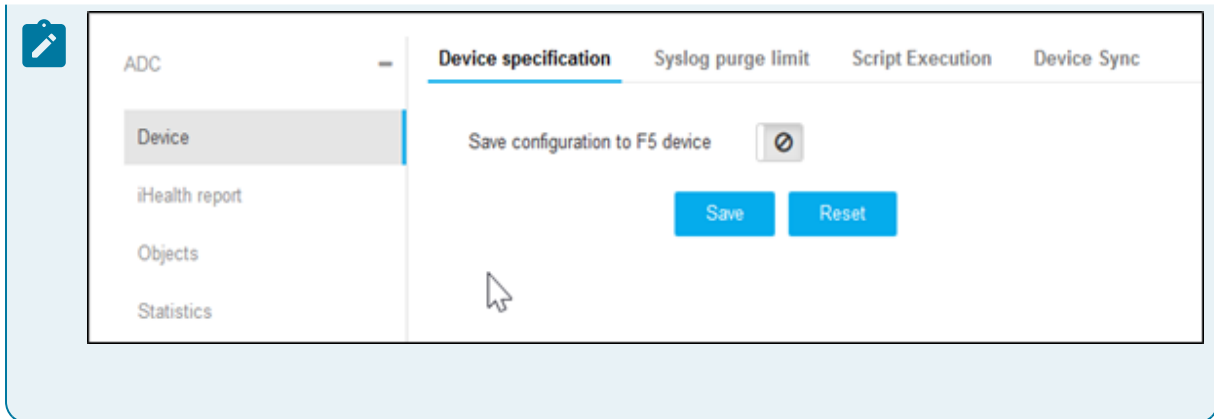 ADC
Device specification Syslog purge limit Script Execution Device Sync
Device
Save configuration to F5 device
iHealth report
Save Reset
Objects
Statistics